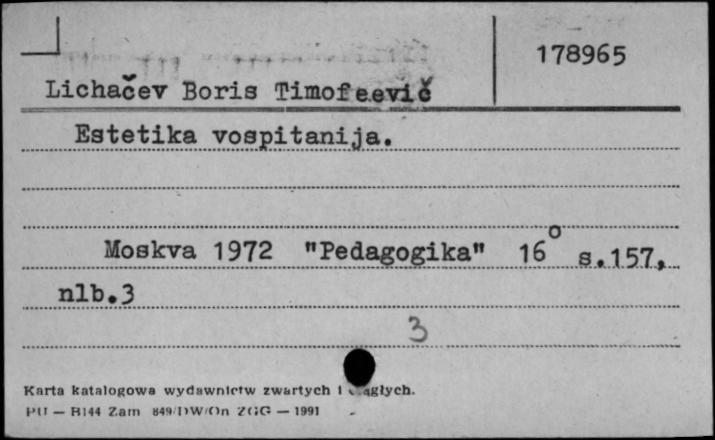 178965
Lichačev Boris Timofeevič
Estetika vospitanija.
Moskva 1972 "Pedagogika" 16° s.157,
nlb.3
3
Karta katalogowa wydawnictw zwartych i
PU — B144 Zam 849/DW/On ZGG — 1991